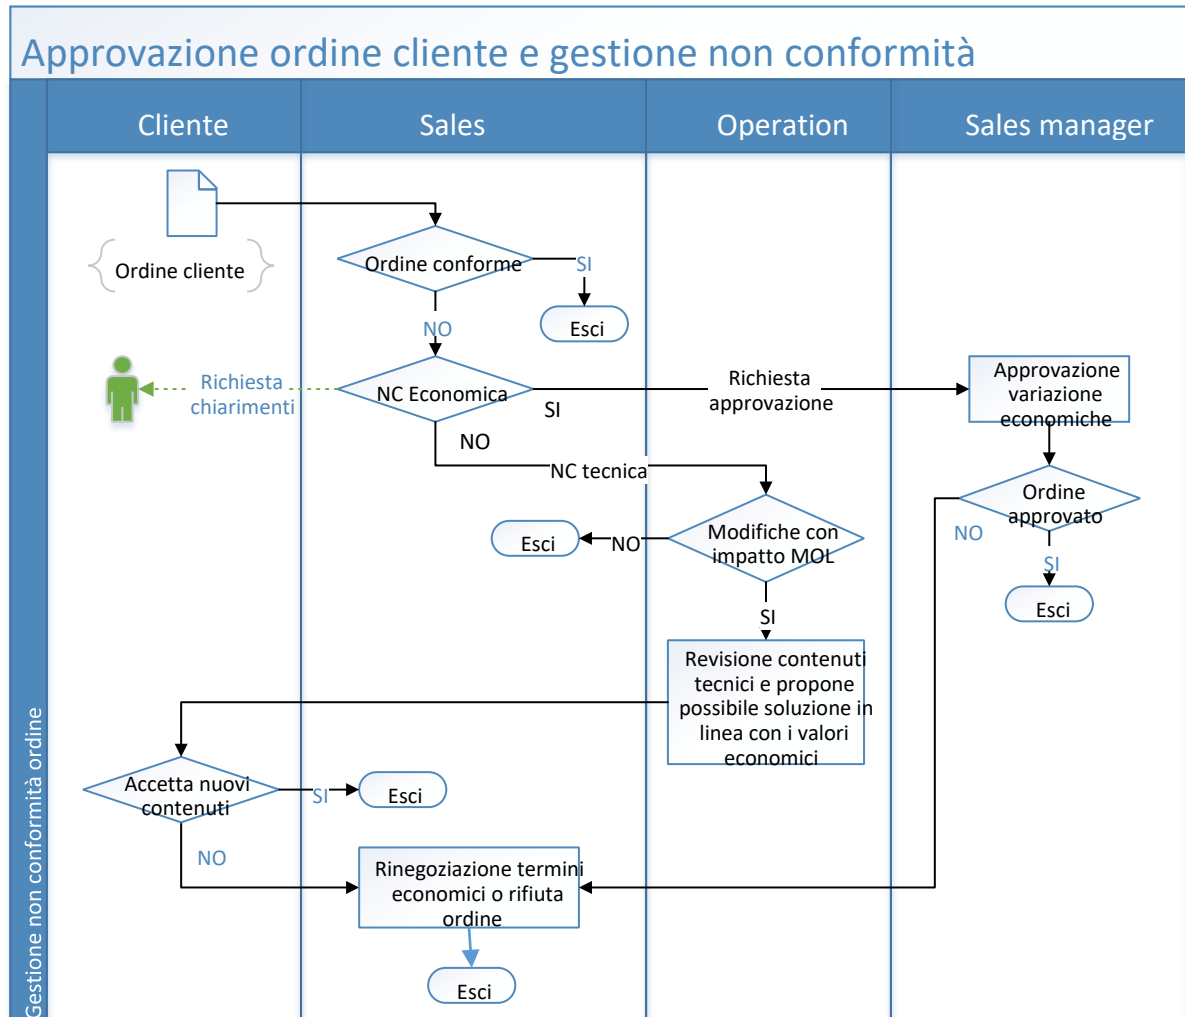 Approvazione ordine cliente e gestione non conformità
Cliente
Sales
Operation
Sales manager
Gestione non conformità ordine
Ordine cliente
Ordine conforme
SI
Esci
NO
Richiesta
chiarimenti
NC Economica
SI
Richiesta
approvazione
Approvazione
variazione
economiche
NO
NC tecnica
Ordine
approvato
NO
SI
Esci
Modifiche con
impatto MOL
NO
Esci
SI
Revisione contenuti
tecnici e propone
possibile soluzione in
linea con i valori
economici
Accetta nuovi
contenuti
SI
Esci
NO
Rinegoziazione termini
economici o rifiuta
ordine
Esci